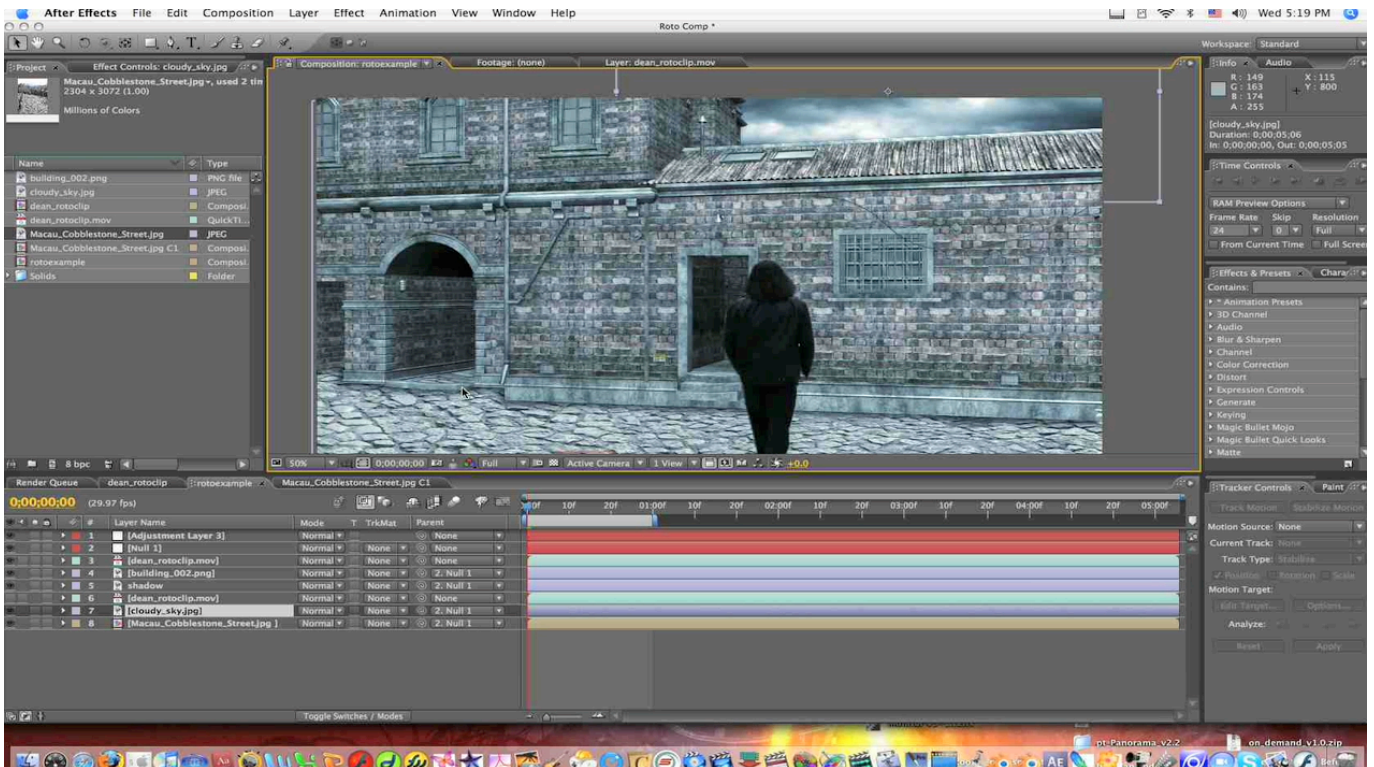 After Effects File Edit Composition Layer Effect Animation View Window Help
Wed 5:19 PM
Roto Comp *
Workspace: Standard
Project Effect Controls: cloudy_sky.jpg
Composition: rotoexample Footage: (none) Layer: dean_rotoclip.mov
Info Audio
Macau_Cobblestone_Street.jpg, used 2 tim
2304 x 3072 (1.00)
Millions of Colors
R: 149 X: 115
G: 163 Y: 800
B: 174
A: 255
[cloudy_sky.jpg]
Duration: 0;00;05;06
In: 0;00;00;00, Out: 0;00;05;05
Name Type
building_002.png PNG file
cloudy_sky.jpg JPEG
dean_rotoclip Composi.
dean_rotoclip.mov QuickTi...
Macau_Cobblestone_Street.jpg JPEG
Macau_Cobblestone_Street.jpg C1 Composi.
rotoexample Composi.
Solids Folder
Time Controls
RAM Preview Options
Frame Rate Skip Resolution
24 0 Full
From Current Time Full Scree
Effects & Presets Chara
Contains:
* Animation Presets
3D Channel
Audio
Blur & Sharpen
Channel
Color Correction
Distort
Expression Controls
Generate
Keying
Magic Bullet Mojo
Magic Bullet Quick Looks
Matte
8 bpc
50% 0;00;00;00 Full Active Camera 1 View +0.0
Render Queue dean_rotoclip rotoexample Macau_Cobblestone_Street.jpg C1
0;00;00;00 (29.97 fps)
10f 20f 01:00f 10f 20f 02:00f 10f 20f 03:00f 10f 20f 04:00f 10f 20f 05:00f
# Layer Name Mode T TrkMat Parent
1 [Adjustment Layer 3] Normal None
2 [Null 1] Normal None None
3 [dean_rotoclip.mov] Normal None None
4 [building_002.png] Normal None 2. Null 1
5 shadow Normal None 2. Null 1
6 [dean_rotoclip.mov] Normal None None
7 [cloudy_sky.jpg] Normal None 2. Null 1
8 [Macau_Cobblestone_Street.jpg ] Normal None 2. Null 1
Toggle Switches / Modes
Tracker Controls Paint
Track Motion Stabilize Motion
Motion Source: None
Current Track: None
Track Type: Stabilize
Position Rotation Scale
Motion Target:
Edit Target... Options...
Analyze:
Reset Apply
pt-Panorama_v2.2 on_demand_v1.0.zip